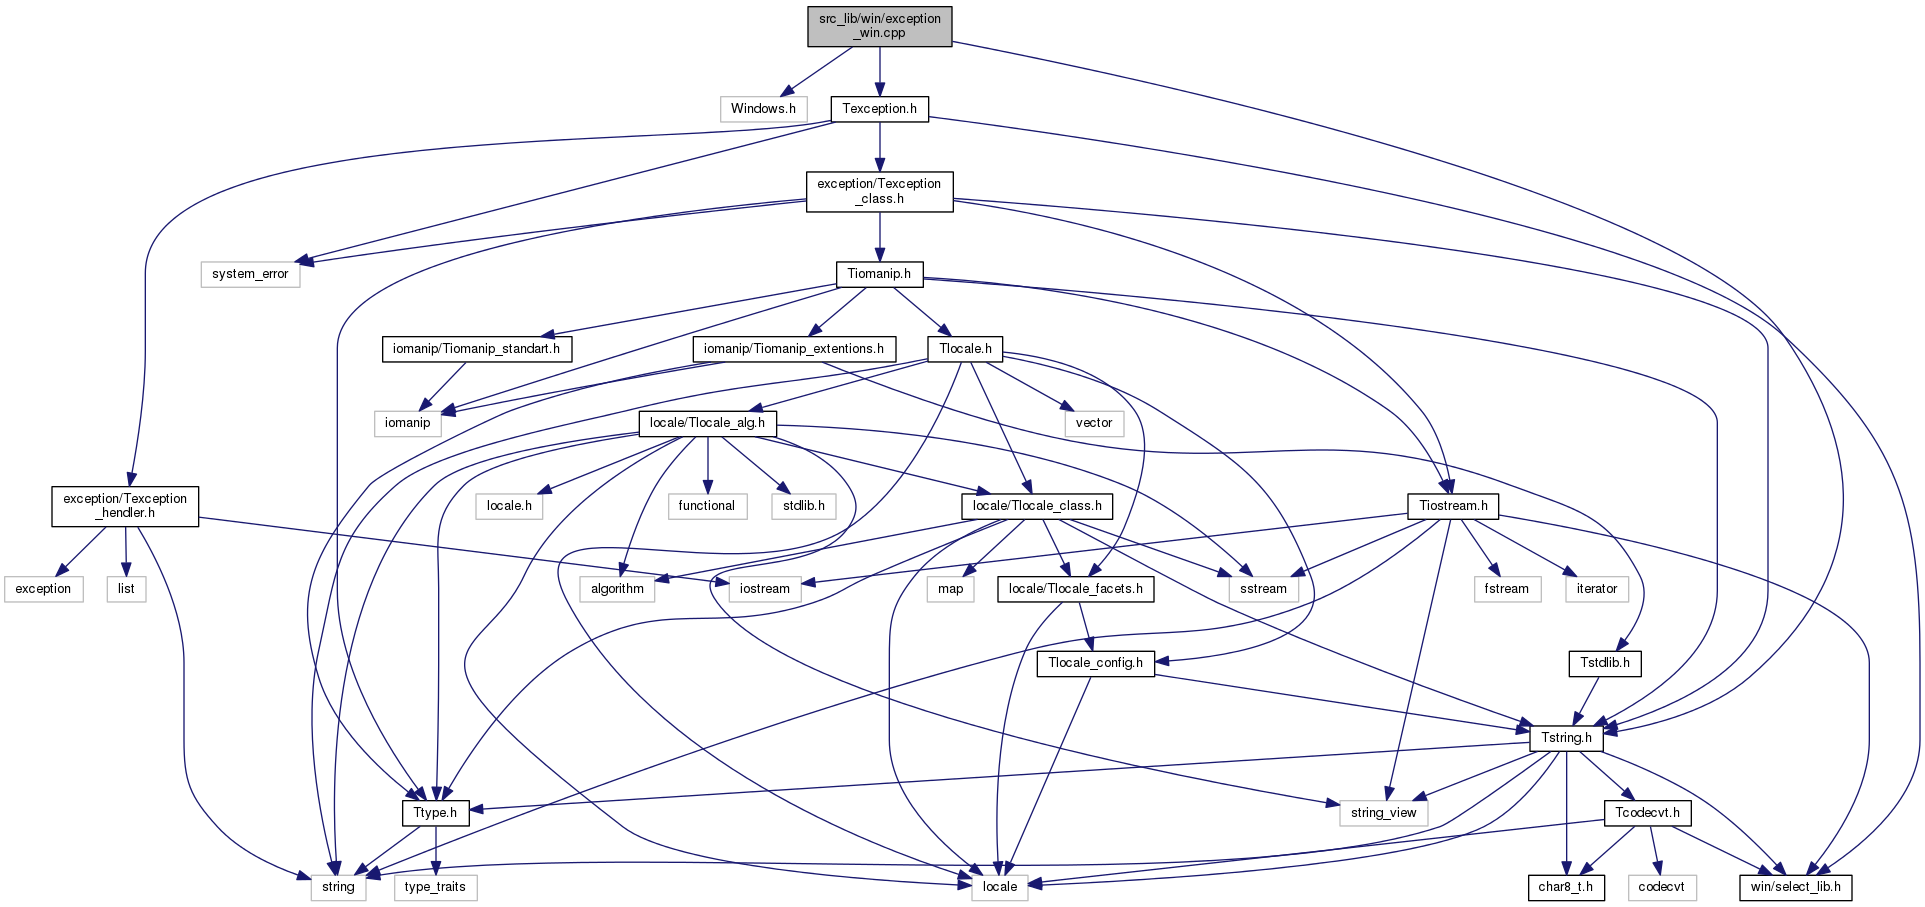 src_lib/win/exception
_win.cpp
Windows.h
Texception.h
exception/Texception
_class.h
system_error
Tiomanip.h
iomanip/Tiomanip_standart.h
iomanip/Tiomanip_extentions.h
Tlocale.h
iomanip
locale/Tlocale_alg.h
vector
exception/Texception
_hendler.h
locale.h
functional
stdlib.h
locale/Tlocale_class.h
Tiostream.h
exception
list
algorithm
iostream
map
locale/Tlocale_facets.h
sstream
fstream
iterator
Tlocale_config.h
Tstdlib.h
Tstring.h
Ttype.h
string_view
Tcodecvt.h
string
type_traits
locale
char8_t.h
codecvt
win/select_lib.h